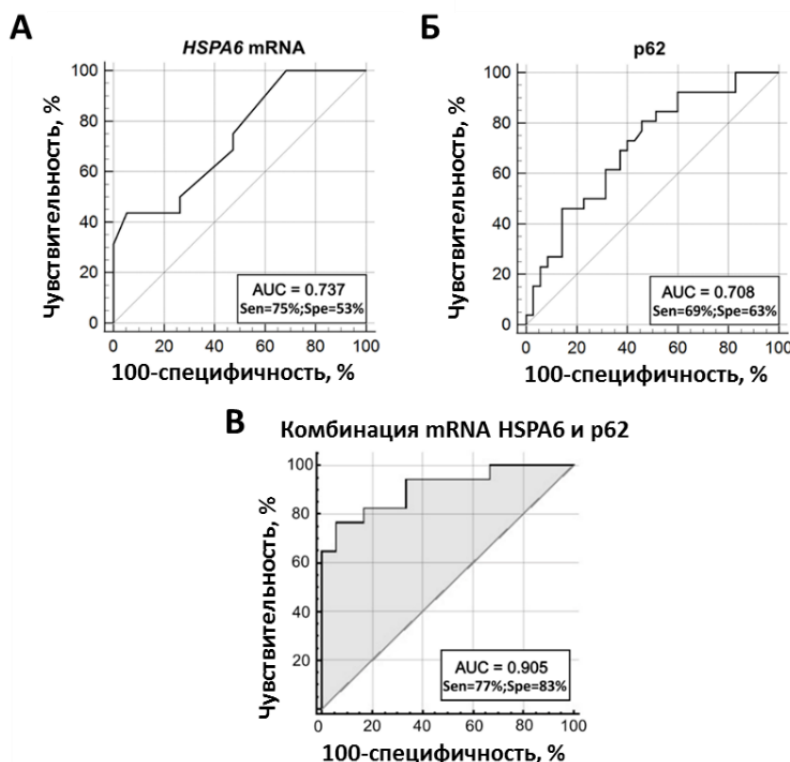 А
HSPA6 mRNA
Чувствительность, %
100
80
60
40
20
0
AUC = 0.737
Sen=75%;Spe=53%
0 20 40 60 80 100
100-специфичность, %
Б
p62
Чувствительность, %
100
80
60
40
20
0
AUC = 0.708
Sen=69%;Spe=63%
0 20 40 60 80 100
100-специфичность, %
В
Комбинация mRNA HSPA6 и p62
Чувствительность, %
100
80
60
40
20
AUC = 0.905
Sen=77%;Spe=83%
0 20 40 60 80 100
100-специфичность, %